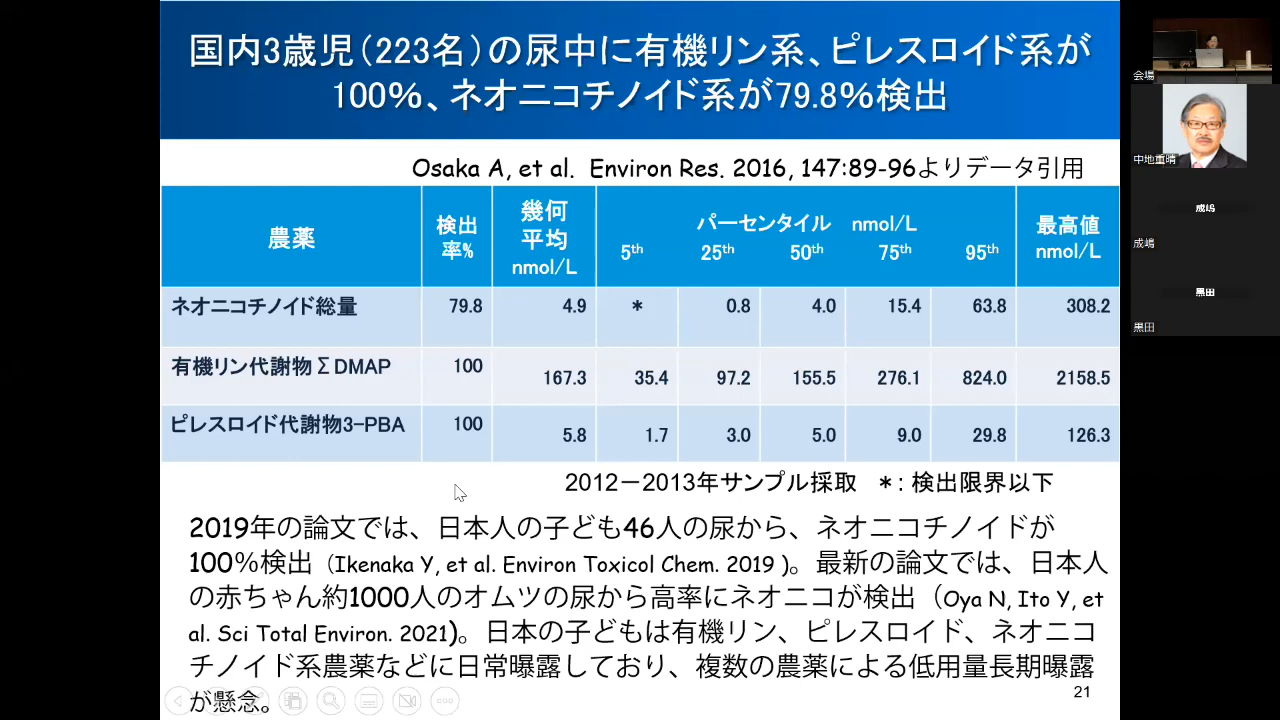 国内3歳児（223名）の尿中に有機リン系、ピレスロイド系が
100%、ネオニコチノイド系が79.8%検出
Osaka A, et al. Environ Res. 2016, 147:89-96よりデータ引用
農薬 検出率% 幾何平均 nmol/L パーセンタイル nmol/L 5th 25th 50th 75th 95th 最高値 nmol/L
ネオニコチノイド総量 79.8 4.9 * 0.8 4.0 15.4 63.8 308.2
有機リン代謝物ΣDMAP 100 167.3 35.4 97.2 155.5 276.1 824.0 2158.5
ピレスロイド代謝物3-PBA 100 5.8 1.7 3.0 5.0 9.0 29.8 126.3
2012－2013年サンプル採取 *：検出限界以下
2019年の論文では、日本人の子ども46人の尿から、ネオニコチノイドが
100%検出（Ikenaka Y, et al. Environ Toxicol Chem. 2019 )。最新の論文では、日本人
の赤ちゃん約1000人のオムツの尿から高率にネオニコが検出（Oya N, Ito Y, et
al. Sci Total Environ. 2021)。日本の子どもは有機リン、ピレスロイド、ネオニコ
チノイド系農薬などに日常曝露しており、複数の農薬による低用量長期曝露
が懸念。
21
会場
中地重晴
成嶋
成嶋
黒田
黒田